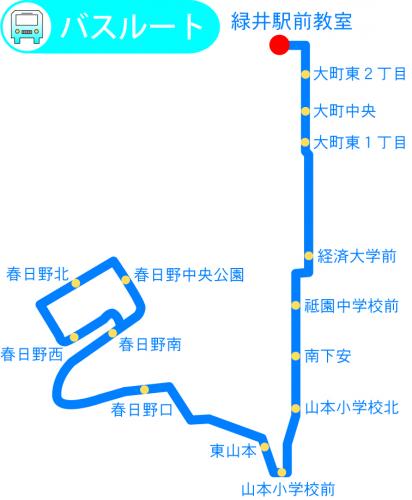 バスルート
緑井駅前教室
大町東２丁目
大町中央
大町東１丁目
経済大学前
祗園中学校前
南下安
山本小学校北
山本小学校前
東山本
春日野口
春日野南
春日野中央公園
春日野北
春日野西